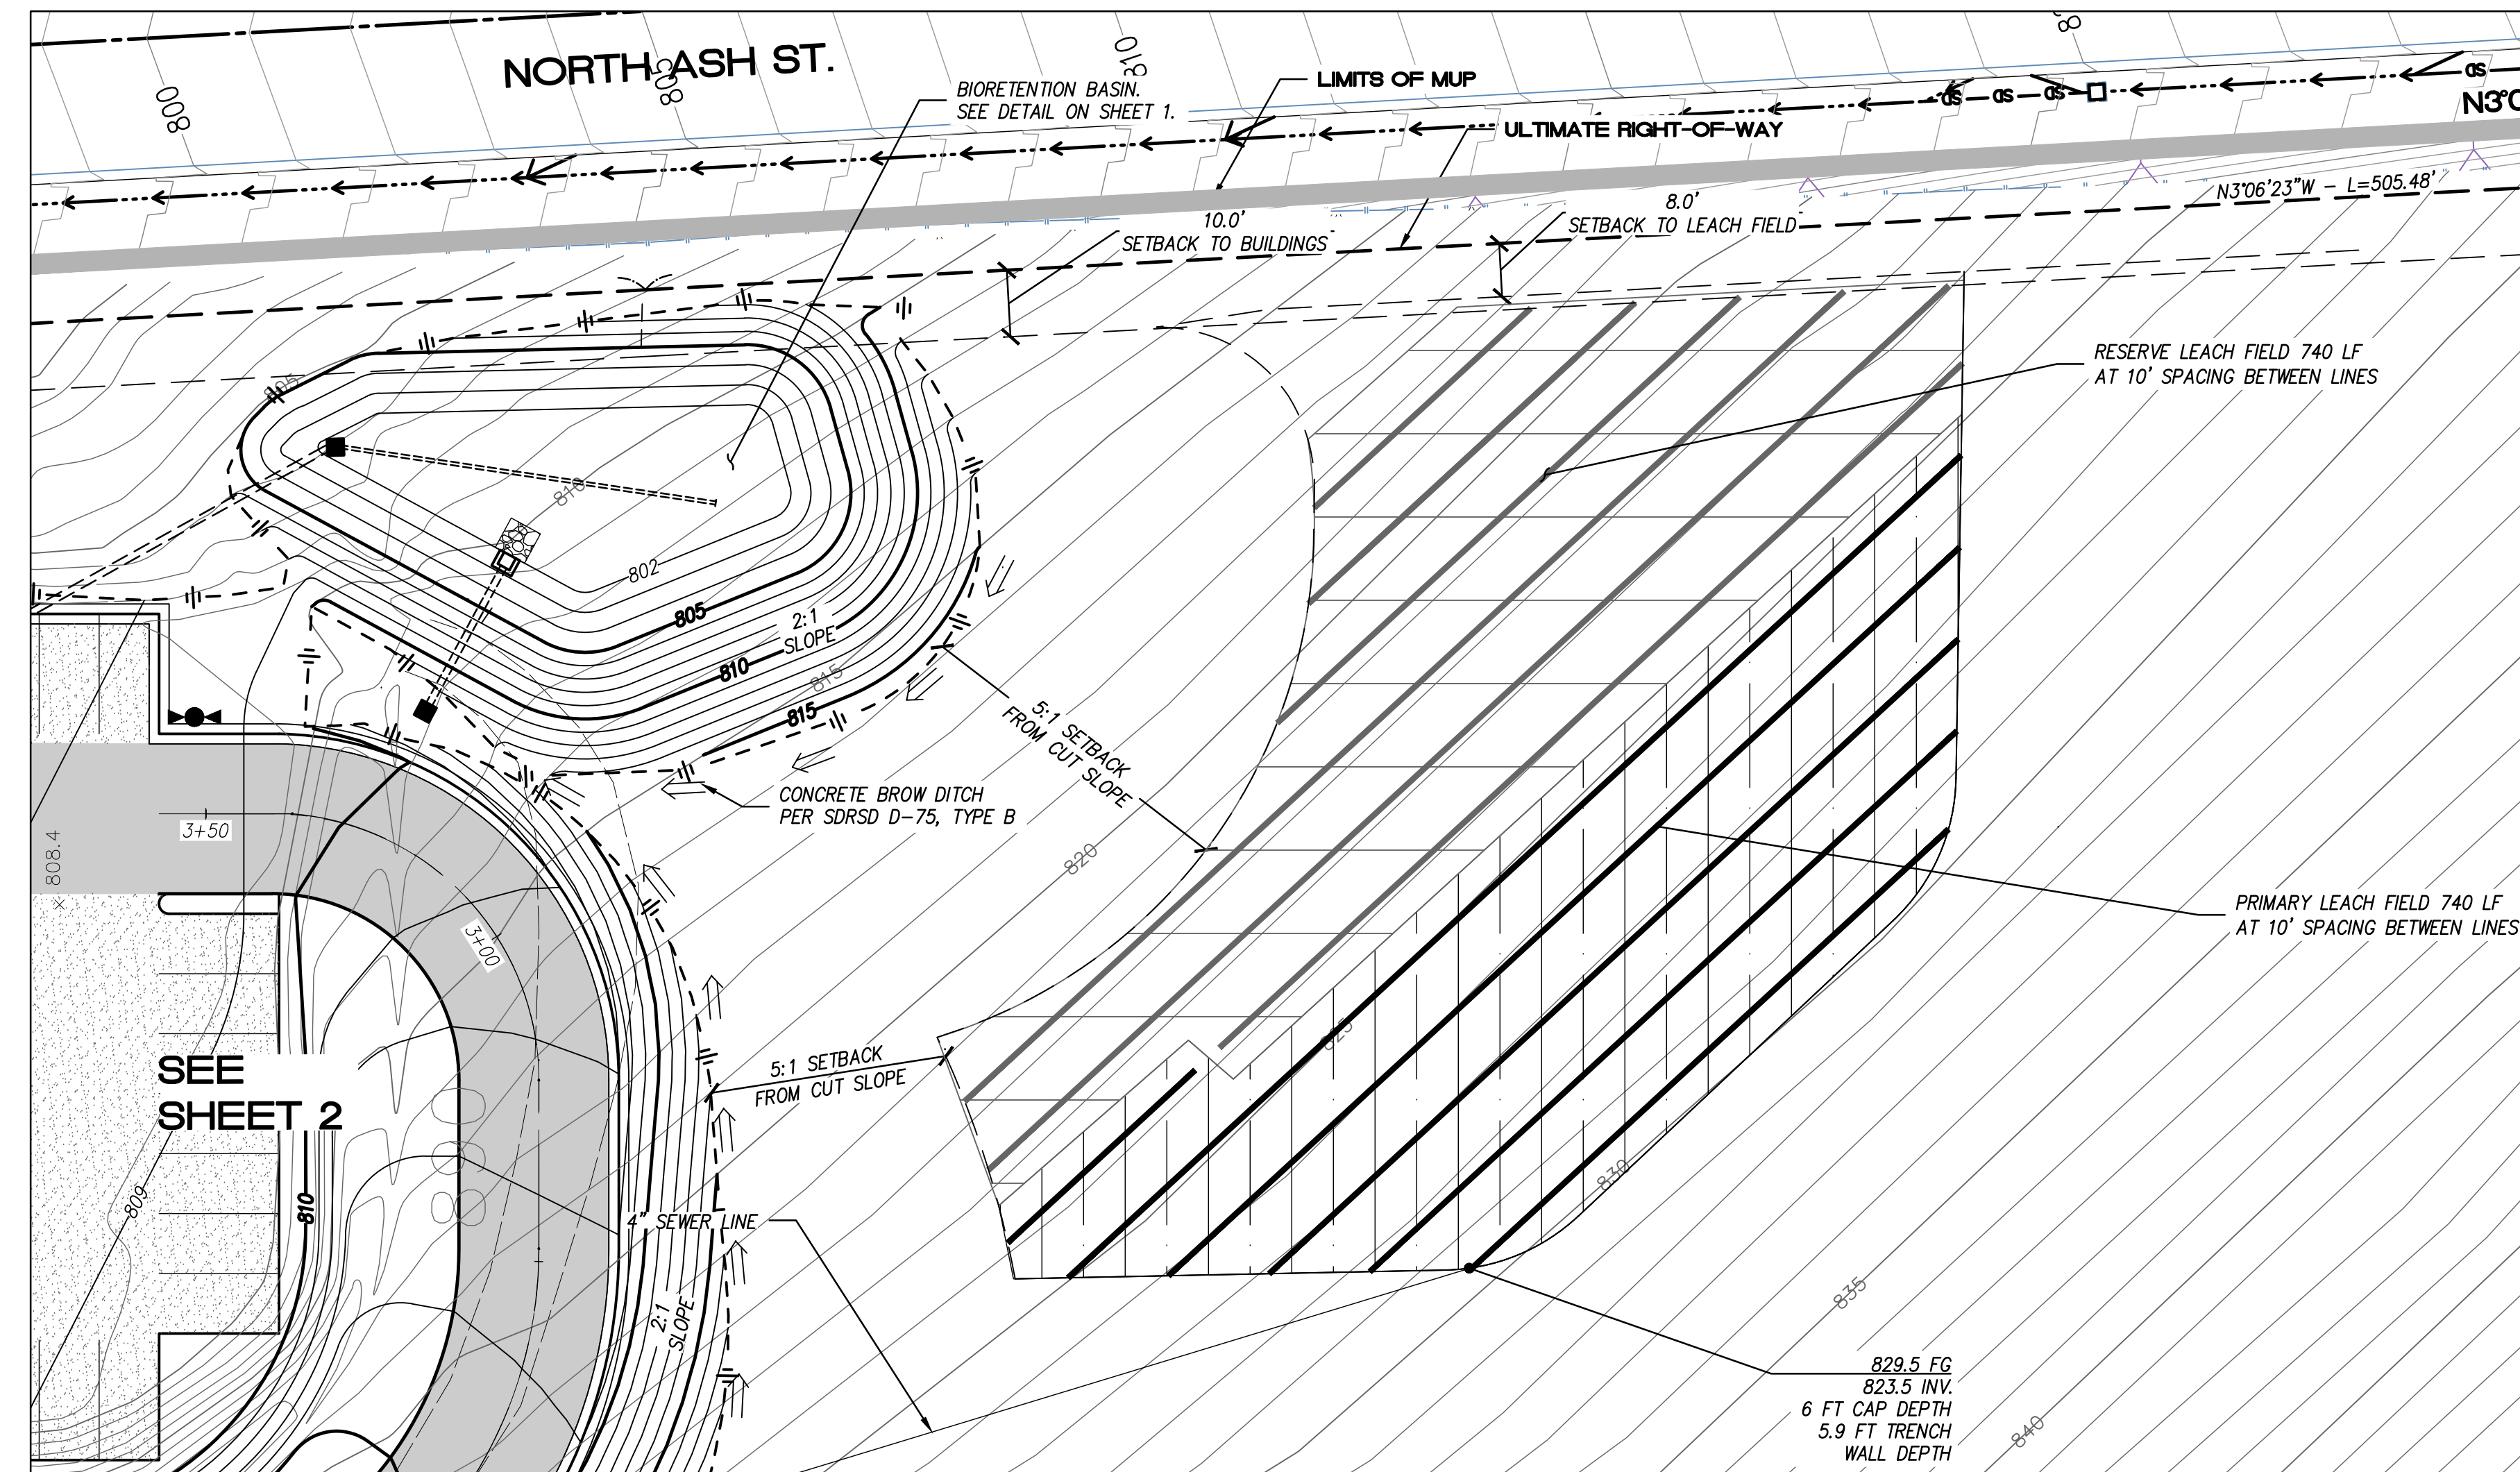 NORTH ASH ST.
800
805
810
BIORETENTION BASIN.
SEE DETAIL ON SHEET 1.
LIMITS OF MUP
ULTIMATE RIGHT-OF-WAY
N3°06'23"W - L=505.48'
10.0'
SETBACK TO BUILDINGS
8.0'
SETBACK TO LEACH FIELD
RESERVE LEACH FIELD 740 LF
AT 10' SPACING BETWEEN LINES
805
810
802
805
2:1
SLOPE
810
815
815
5:1 SETBACK
FROM CUT SLOPE
CONCRETE BROW DITCH
PER SDRSD D-75, TYPE B
3+50
808.4
820
3+00
PRIMARY LEACH FIELD 740 LF
AT 10' SPACING BETWEEN LINES
SEE
SHEET 2
5:1 SETBACK
FROM CUT SLOPE
825
809
810
4" SEWER LINE
830
2:1
SLOPE
835
829.5 FG
823.5 INV.
6 FT CAP DEPTH
5.9 FT TRENCH
WALL DEPTH
840